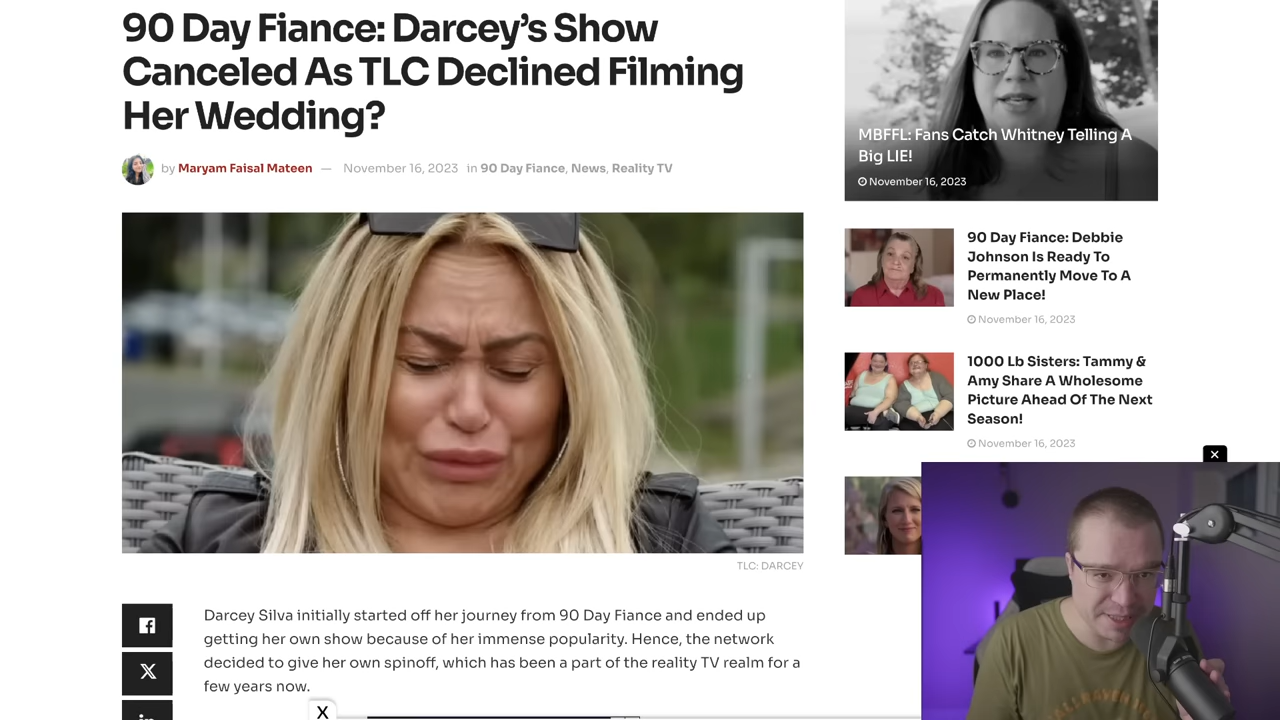 90 Day Fiance: Darcey’s Show
Canceled As TLC Declined Filming
Her Wedding?
by Maryam Faisal Mateen — November 16, 2023 in 90 Day Fiance, News, Reality TV
TLC: DARCEY
Darcey Silva initially started off her journey from 90 Day Fiance and ended up
getting her own show because of her immense popularity. Hence, the network
decided to give her own spinoff, which has been a part of the reality TV realm for a
few years now.
X
MBFFL: Fans Catch Whitney Telling A
Big LIE!
November 16, 2023
90 Day Fiance: Debbie
Johnson Is Ready To
Permanently Move To A
New Place!
November 16, 2023
1000 Lb Sisters: Tammy &
Amy Share A Wholesome
Picture Ahead Of The Next
Season!
November 16, 2023